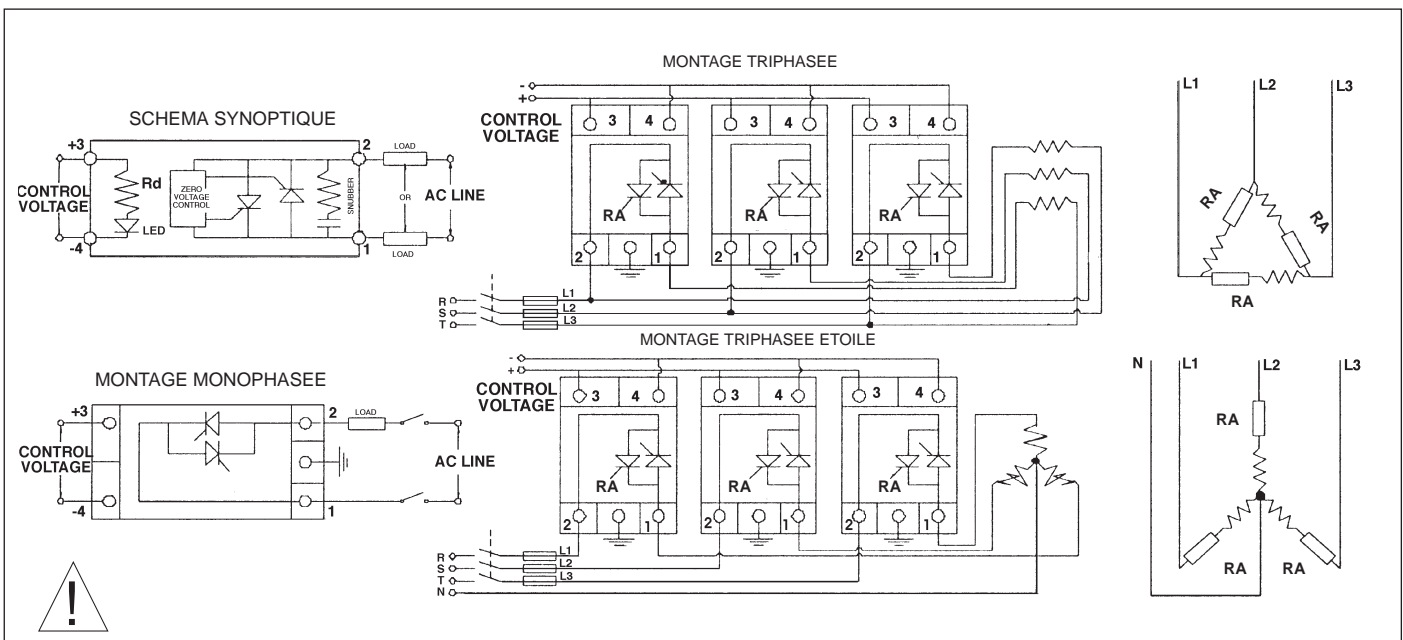 SCHEMA SYNOPTIQUE
+3
2
LOAD
CONTROL
VOLTAGE
Rd
ZERO
VOLTAGE
CONTROL
SNUBBER
OR
AC LINE
LED
-4
1
LOAD
MONTAGE TRIPHASEE
-
+
CONTROL
VOLTAGE
3 4 3 4 3 4
RA RA RA
2 1 2 1 2 1
R L1
S L2
T L3
L1 L2 L3
RA RA
RA
MONTAGE MONOPHASEE
+3
2
LOAD
CONTROL
VOLTAGE
AC LINE
-4
1
MONTAGE TRIPHASEE ETOILE
-
+
CONTROL
VOLTAGE
3 4 3 4 3 4
RA RA RA
2 1 2 1 2 1
R L1
S L2
T L3
N
N L1 L2 L3
RA
RA RA
!